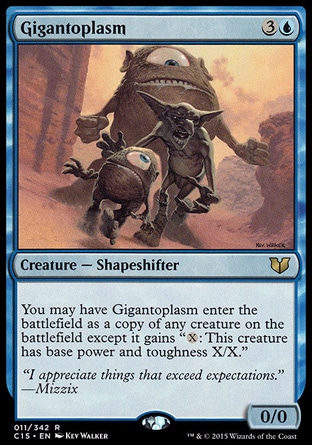 Gigantoplasm 3
KEV WALKER
Creature — Shapeshifter
You may have Gigantoplasm enter the
battlefield as a copy of any creature on the
battlefield except it gains “X: This creature
has base power and toughness X/X.”
“I appreciate things that exceed expectations.”
—Mizzix
0/0
011/342 R
C15 • EN KEV WALKER
™ & © 2015 Wizards of the Coast